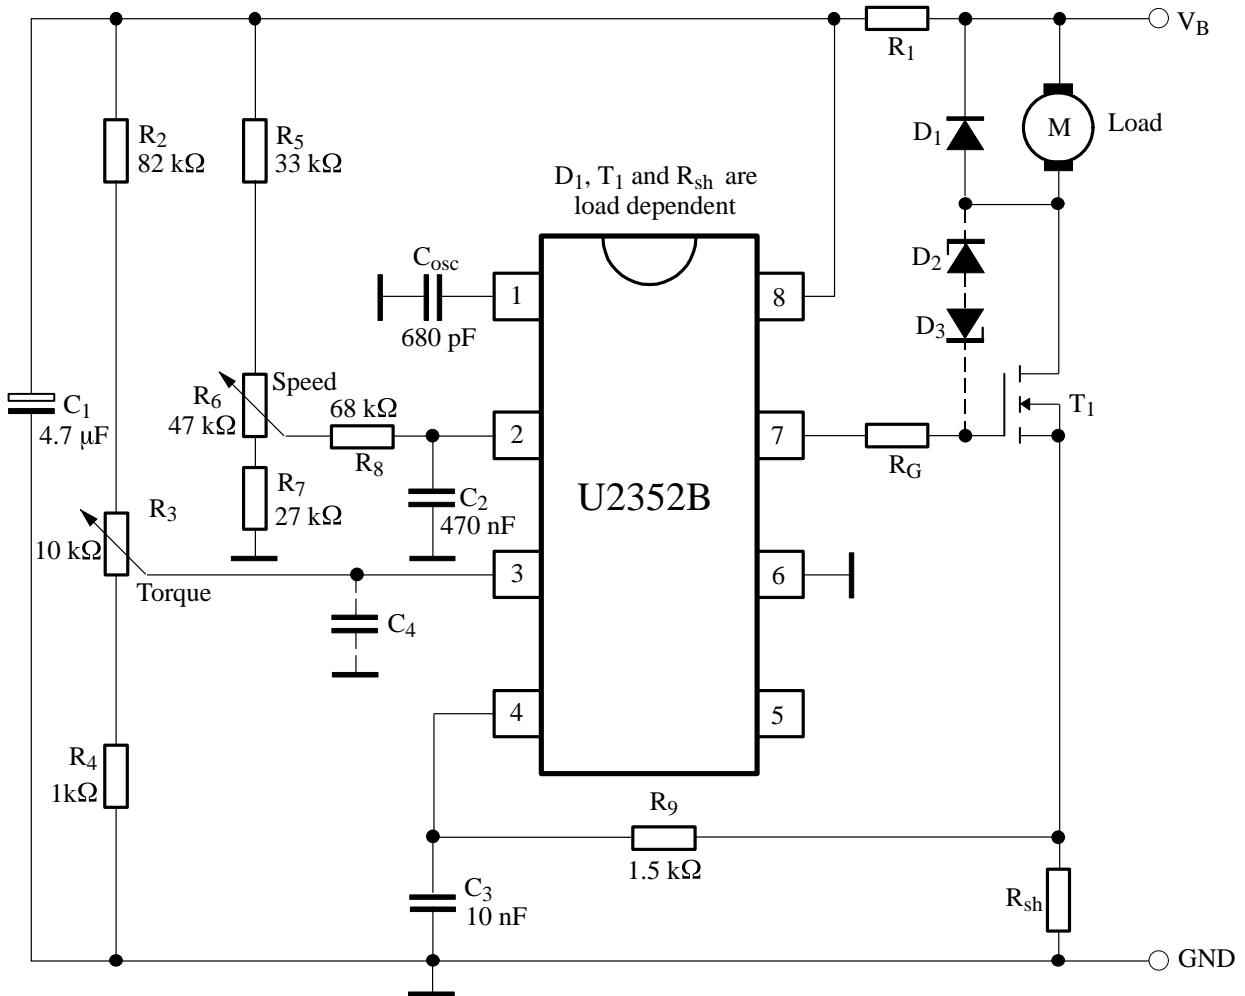 V_B
R_1
R_2
82 kΩ
R_5
33 kΩ
D_1
M
Load
D_1, T_1 and R_sh are
load dependent
C_osc
680 pF
1
8
D_2
D_3
Speed
R_6
47 kΩ
68 kΩ
R_8
2
7
R_G
T_1
C_1
4.7 μF
R_7
27 kΩ
C_2
470 nF
U2352B
R_3
10 kΩ
Torque
3
6
C_4
4
5
R_4
1kΩ
R_9
1.5 kΩ
C_3
10 nF
R_sh
GND